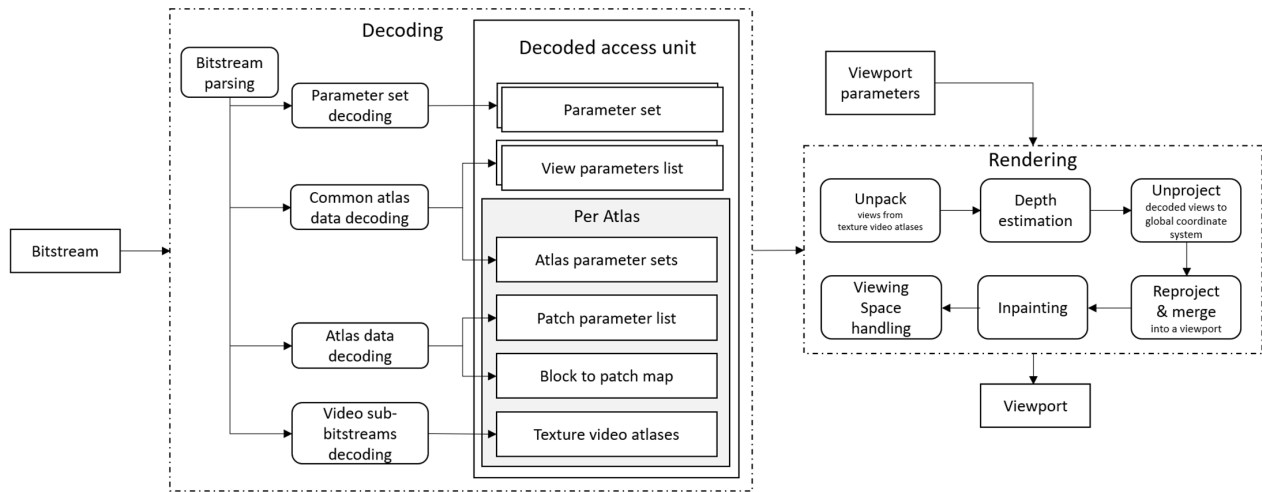 Decoding
Decoded access unit
Bitstream
parsing
Parameter set
decoding
Parameter set
Common atlas
data decoding
View parameters list
Per Atlas
Atlas parameter sets
Bitstream
Atlas data
decoding
Patch parameter list
Block to patch map
Video sub-
bitstreams
decoding
Texture video atlases
Viewport
parameters
Rendering
Unpack
views from
texture video atlases
Depth
estimation
Unproject
decoded views to
global coordinate
system
Viewing
Space
handling
Inpainting
Reproject
& merge
into a viewport
Viewport